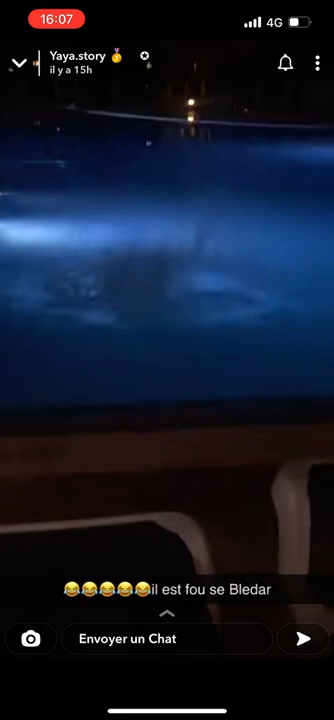 16:07
4G
Yaya.story 🥇
il y a 15h
😂😂😂😂😂il est fou se Bledar
Envoyer un Chat